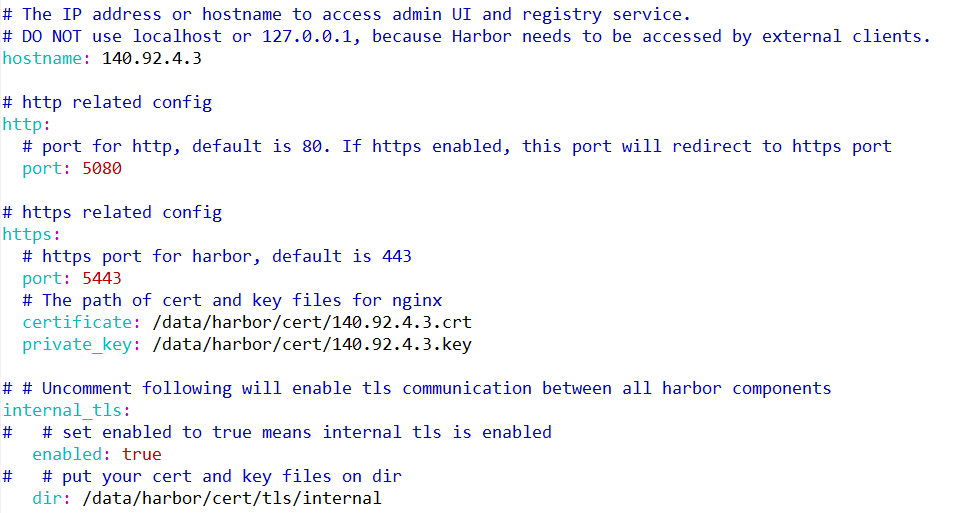 # The IP address or hostname to access admin UI and registry service.
# DO NOT use localhost or 127.0.0.1, because Harbor needs to be accessed by external clients.
hostname: 140.92.4.3

# http related config
http:
  # port for http, default is 80. If https enabled, this port will redirect to https port
  port: 5080

# https related config
https:
  # https port for harbor, default is 443
  port: 5443
  # The path of cert and key files for nginx
  certificate: /data/harbor/cert/140.92.4.3.crt
  private_key: /data/harbor/cert/140.92.4.3.key

# # Uncomment following will enable tls communication between all harbor components
internal_tls:
#   # set enabled to true means internal tls is enabled
   enabled: true
#   # put your cert and key files on dir
   dir: /data/harbor/cert/tls/internal